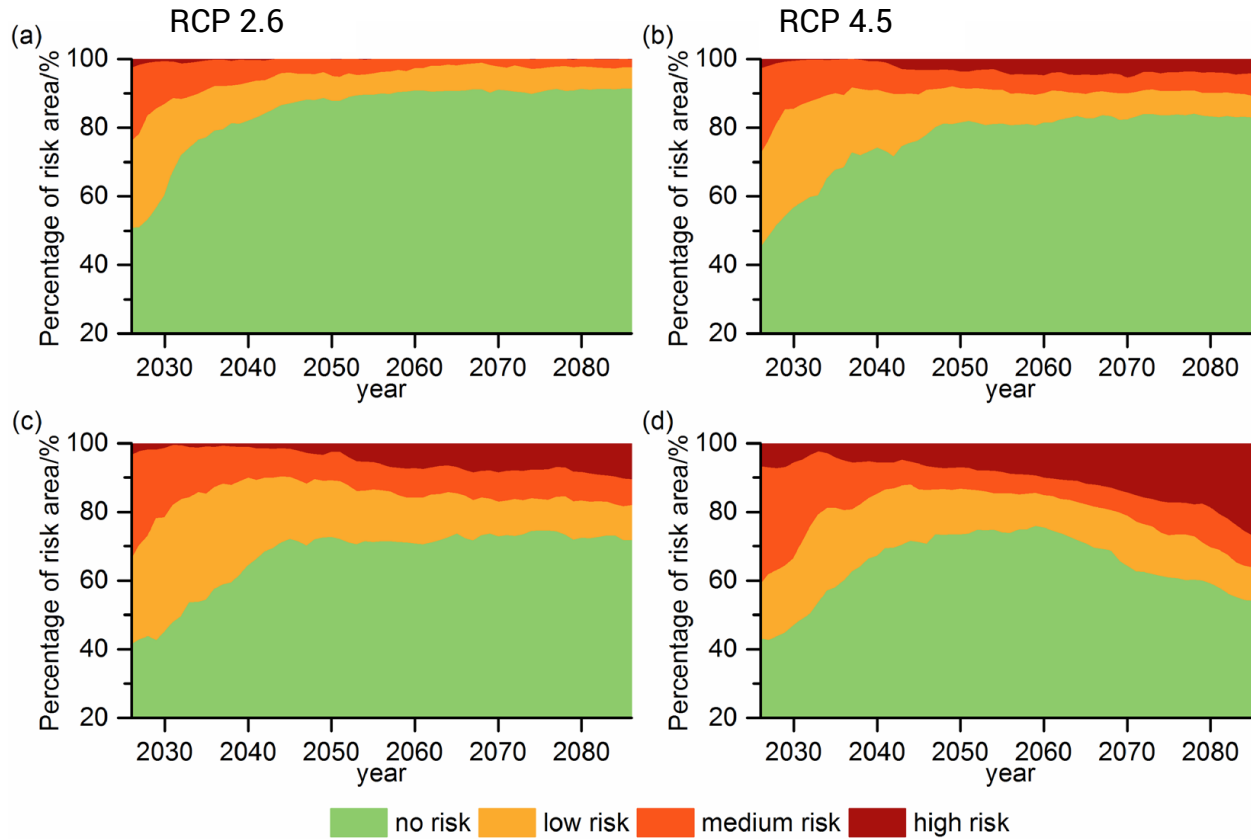 RCP 2.6
RCP 4.5
(a)
(b)
Percentage of risk area/%
100
80
60
40
20
2030 2040 2050 2060 2070 2080
year
Percentage of risk area/%
100
80
60
40
20
2030 2040 2050 2060 2070 2080
year
(c)
(d)
Percentage of risk area/%
100
80
60
40
20
2030 2040 2050 2060 2070 2080
year
Percentage of risk area/%
100
80
60
40
20
2030 2040 2050 2060 2070 2080
year
no risk low risk medium risk high risk